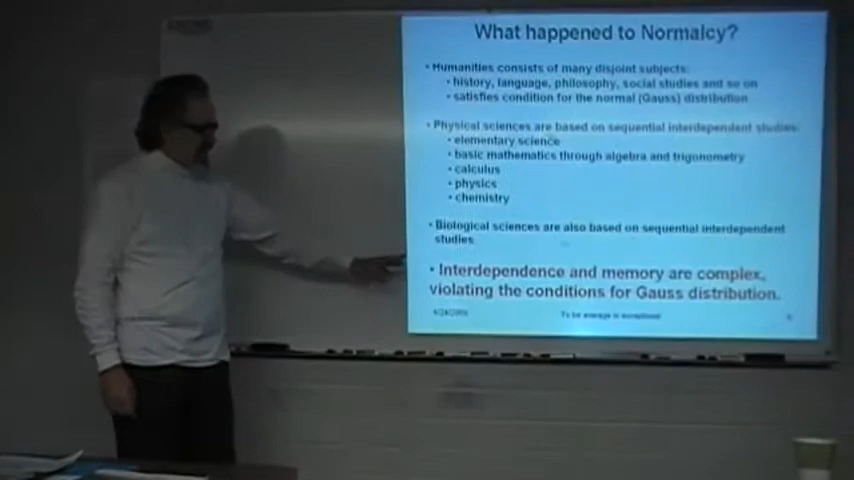 What happened to Normalcy?
• Humanities consists of many disjoint subjects:
• history, language, philosophy, social studies and so on
• satisfies condition for the normal (Gauss) distribution
• Physical sciences are based on sequential interdependent studies:
• elementary science
• basic mathematics through algebra and trigonometry
• calculus
• physics
• chemistry
• Biological sciences are also based on sequential interdependent
studies
• Interdependence and memory are complex,
violating the conditions for Gauss distribution.
To be average is exceptional